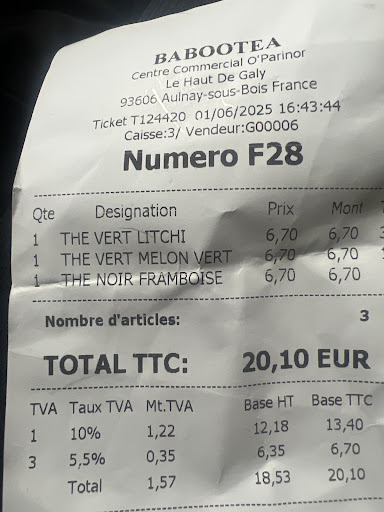 BABOOTEA
Centre Commercial O'Parinor
Le Haut De Galy
93606 Aulnay-sous-Bois France
Ticket T124420 01/06/2025 16:43:44
Caisse:3/ Vendeur:G00006
Numero F28
Qte Designation Prix Mont T
1 THE VERT LITCHI 6,70 6,70 3
1 THE VERT MELON VERT 6,70 6,70 1
1 THE NOIR FRAMBOISE 6,70 6,70
Nombre d'articles: 3
TOTAL TTC: 20,10 EUR
TVA Taux TVA Mt.TVA Base HT Base TTC
1 10% 1,22 12,18 13,40
3 5,5% 0,35 6,35 6,70
Total 1,57 18,53 20,10